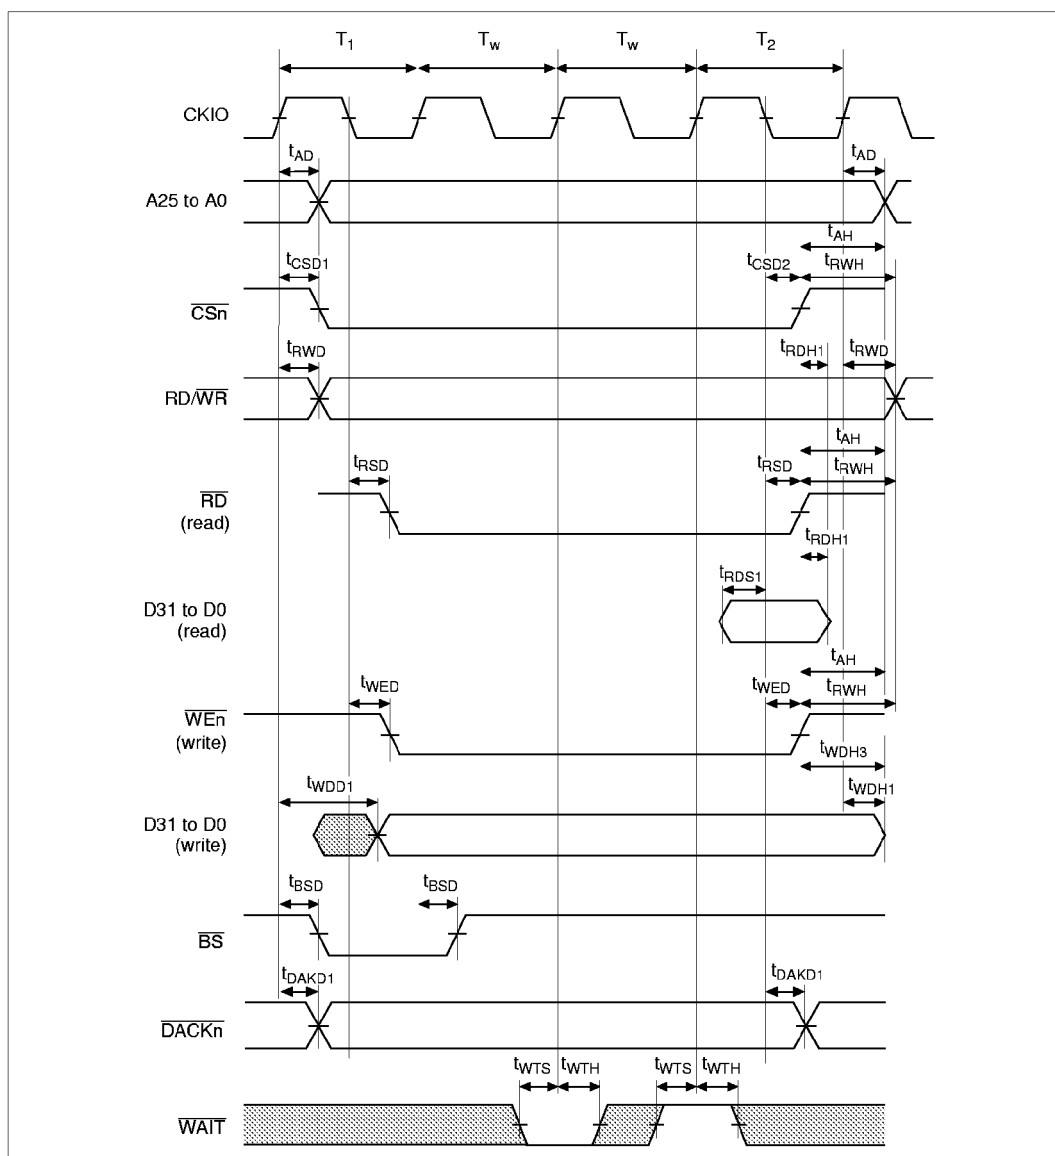 T1 Tw Tw T2
CKIO
tAD tAD
A25 to A0
tAH
tCSD1 tCSD2 tRWH
CSn
tRWD tRDH1 tRWD
RD/WR
tAH
tRSD tRSD tRWH
RD
(read)
tRDH1
tRDS1
D31 to D0
(read)
tAH
tWED tWED tRWH
WEn
(write)
tWDH3
tWDD1 tWDH1
D31 to D0
(write)
tBSD tBSD
BS
tDAKD1 tDAKD1
DACKn
tWTS tWTH tWTS tWTH
WAIT